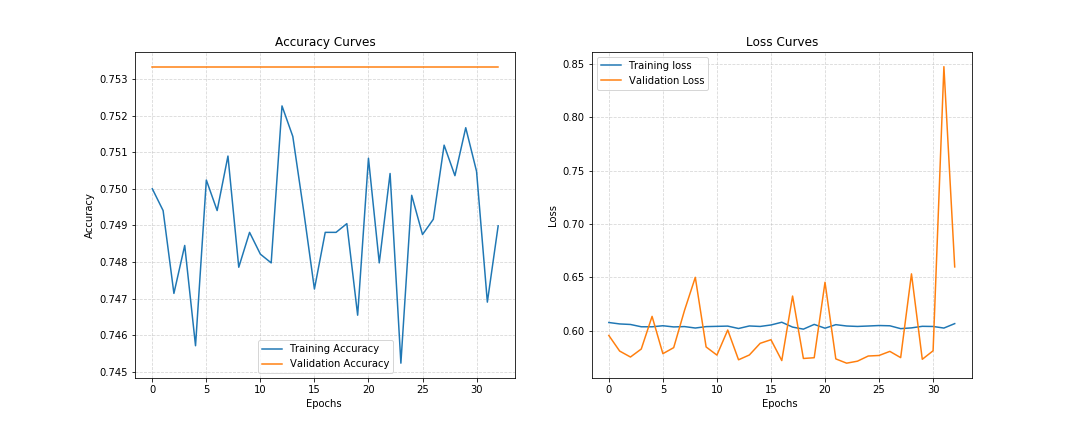 Accuracy Curves
0.753
0.752
0.751
0.750
0.749
0.748
0.747
0.746
0.745
Accuracy
Training Accuracy
Validation Accuracy
0 5 10 15 20 25 30
Epochs
Loss Curves
Training loss
Validation Loss
0.85
0.80
0.75
0.70
0.65
0.60
Loss
0 5 10 15 20 25 30
Epochs